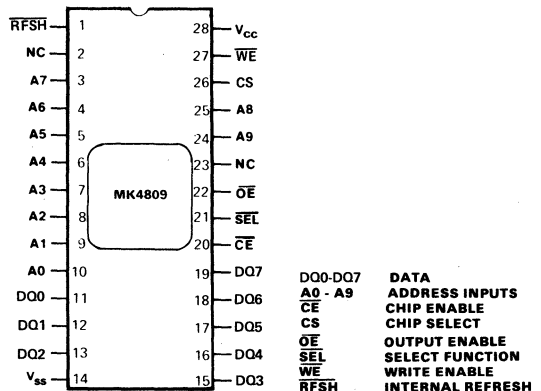 RFSH 1 28 VCC
NC 2 27 WE
A7 3 26 CS
A6 4 25 A8
A5 5 24 A9
A4 6 23 NC
A3 7 MK4809 22 OE
A2 8 21 SEL
A1 9 20 CE
A0 10 19 DQ7
DQ0 11 18 DQ6
DQ1 12 17 DQ5
DQ2 13 16 DQ4
VSS 14 15 DQ3
DQ0-DQ7 DATA
A0 - A9 ADDRESS INPUTS
CE CHIP ENABLE
CS CHIP SELECT
OE OUTPUT ENABLE
SEL SELECT FUNCTION
WE WRITE ENABLE
RFSH INTERNAL REFRESH